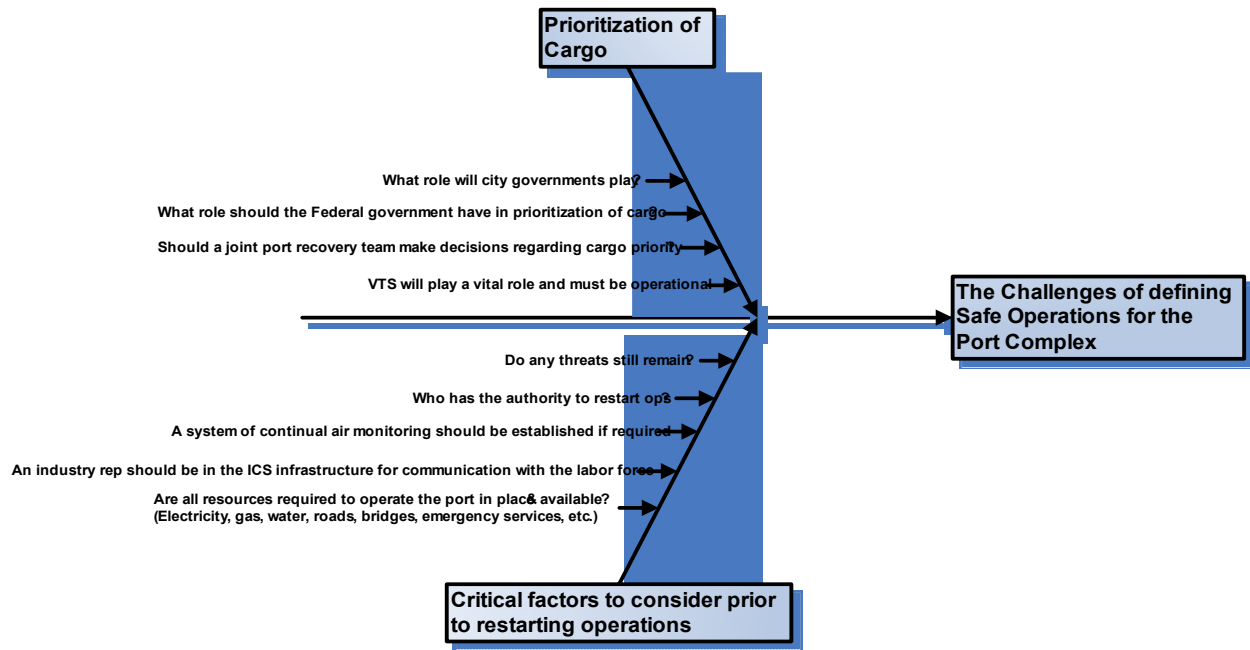 Prioritization of
Cargo
What role will city governments play?
What role should the Federal government have in prioritization of cargo?
Should a joint port recovery team make decisions regarding cargo priority?
VTS will play a vital role and must be operational
The Challenges of defining
Safe Operations for the
Port Complex
Do any threats still remain?
Who has the authority to restart ops?
A system of continual air monitoring should be established if required
An industry rep should be in the ICS infrastructure for communication with the labor force
Are all resources required to operate the port in place & available?
(Electricity, gas, water, roads, bridges, emergency services, etc.)
Critical factors to consider prior
to restarting operations